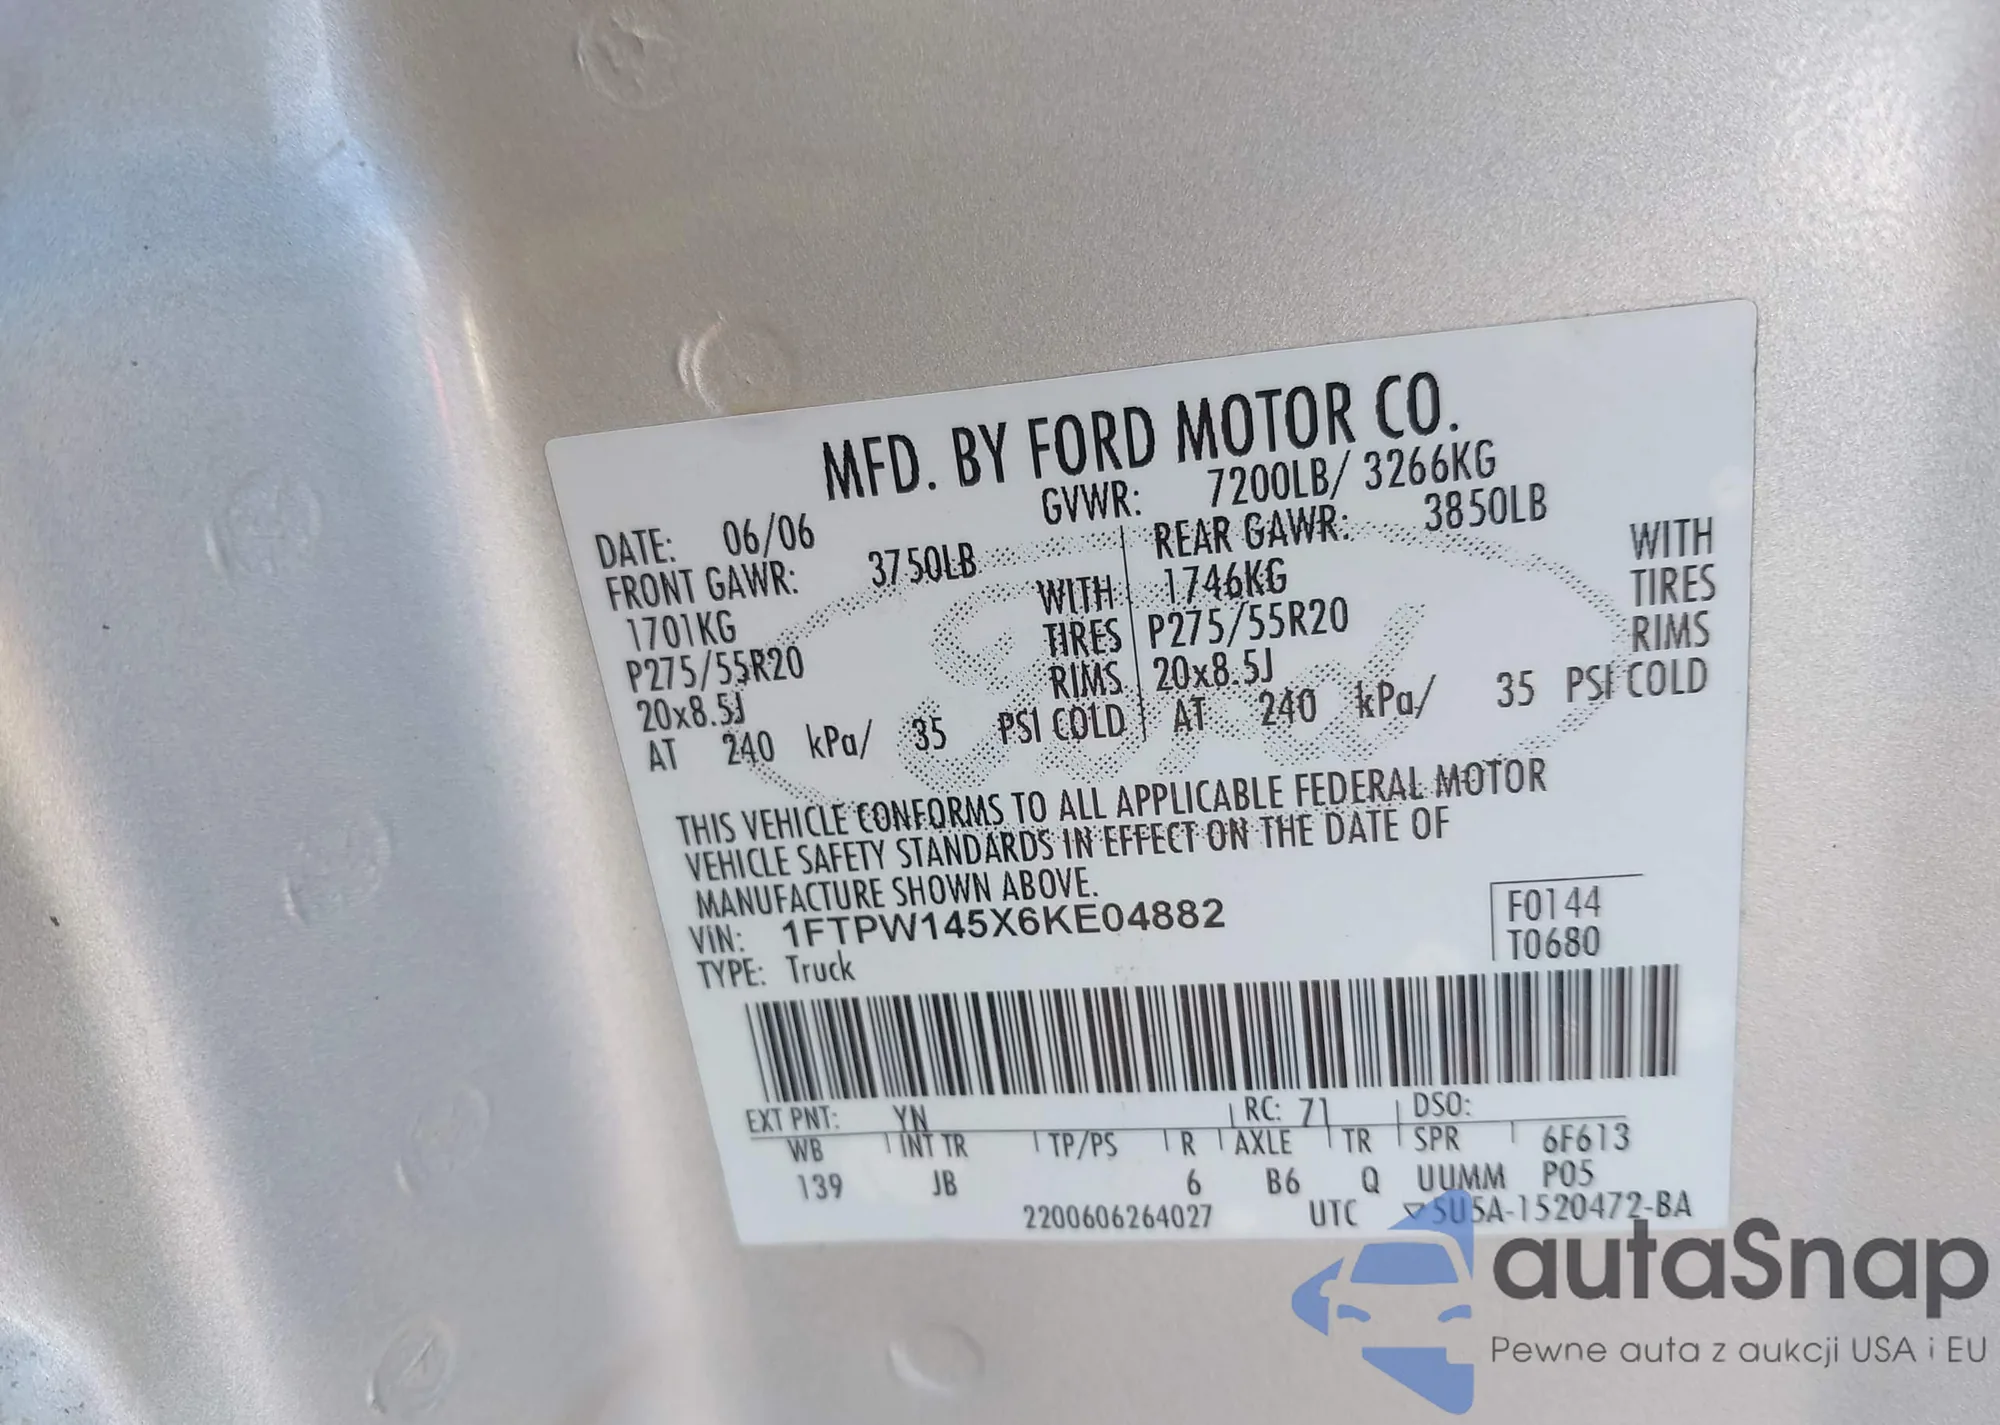 MFD. BY FORD MOTOR CO.
DATE: 06/06 GVWR: 7200LB/ 3266KG
FRONT GAWR: 3750LB REAR GAWR: 3850LB
1701KG WITH 1746KG WITH
P275/55R20 TIRES P275/55R20 TIRES
20x8.5J RIMS 20x8.5J RIMS
AT 240 kPa/ 35 PSI COLD AT 240 kPa/ 35 PSI COLD
THIS VEHICLE CONFORMS TO ALL APPLICABLE FEDERAL MOTOR
VEHICLE SAFETY STANDARDS IN EFFECT ON THE DATE OF
MANUFACTURE SHOWN ABOVE.
VIN: 1FTPW145X6KE04882 F0144
TYPE: Truck T0680
EXT PNT: YN RC: 71 DSO:
WB INT TR TP/PS R AXLE TR SPR 6F613
139 JB 6 B6 Q UUMM P05
2200606264027 UTC ▽5U5A-1520472-BA
autaSnap
Pewne auta z aukcji USA i EU